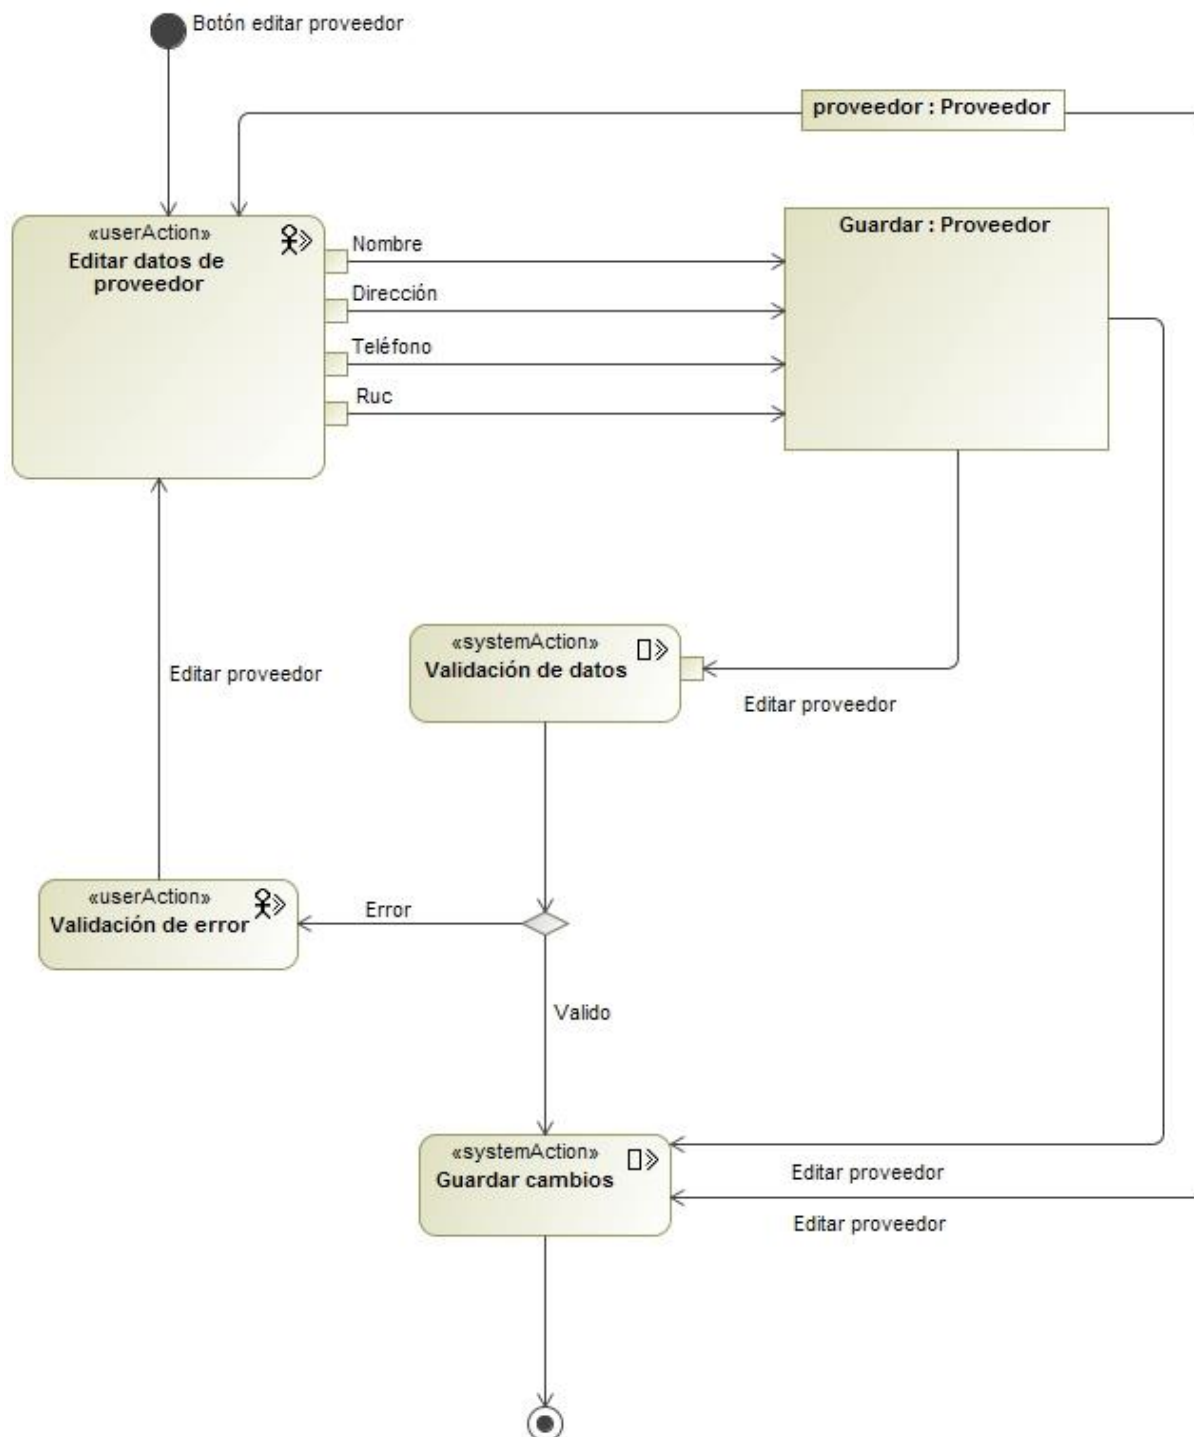 Botón editar proveedor
proveedor : Proveedor
«userAction»
Editar datos de
proveedor
Nombre
Dirección
Teléfono
Ruc
Guardar : Proveedor
«systemAction»
Validación de datos
Editar proveedor
Editar proveedor
«userAction»
Validación de error
Error
Valido
«systemAction»
Guardar cambios
Editar proveedor
Editar proveedor